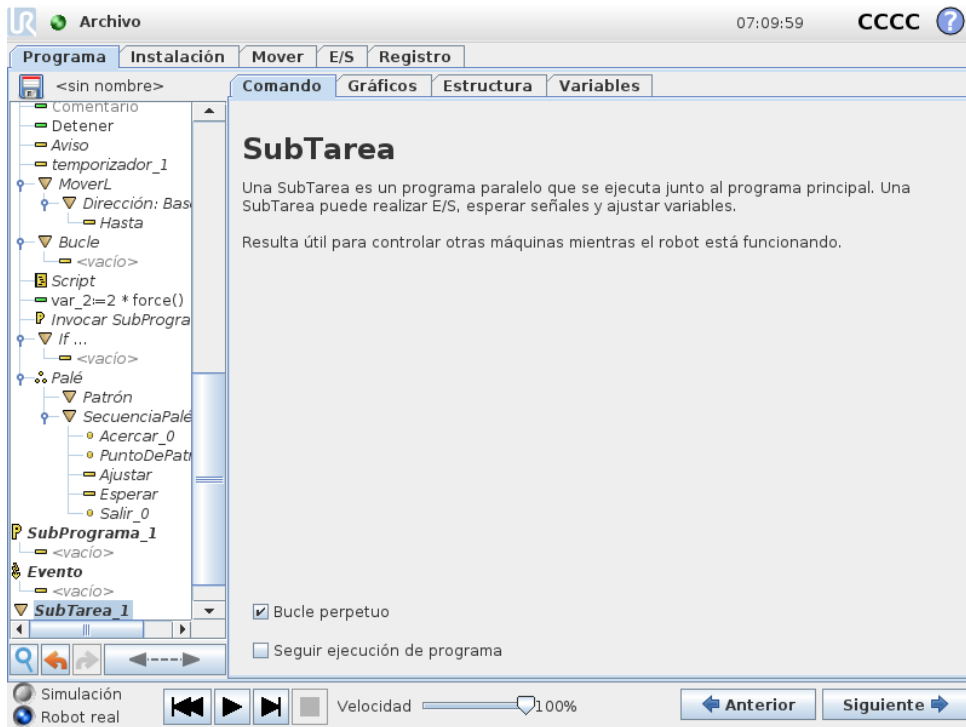 UR Archivo 07:09:59 CCCC ?
Programa Instalación Mover E/S Registro
<sin nombre> Comando Gráficos Estructura Variables
Comentario
Detener
Aviso
temporizador_1
MoverL
Dirección: Bas
Hasta
Bucle
<vacío>
Script
var_2:=2 * force()
P Invocar SubProgra
If ...
<vacío>
Palé
Patrón
SecuenciaPalé
Acercar_0
PuntoDePatr
Ajustar
Esperar
Salir_0
P SubPrograma_1
<vacío>
Evento
<vacío>
SubTarea_1
SubTarea
Una SubTarea es un programa paralelo que se ejecuta junto al programa principal. Una
SubTarea puede realizar E/S, esperar señales y ajustar variables.
Resulta útil para controlar otras máquinas mientras el robot está funcionando.
Bucle perpetuo
Seguir ejecución de programa
Simulación
Robot real
Velocidad 100%
Anterior
Siguiente